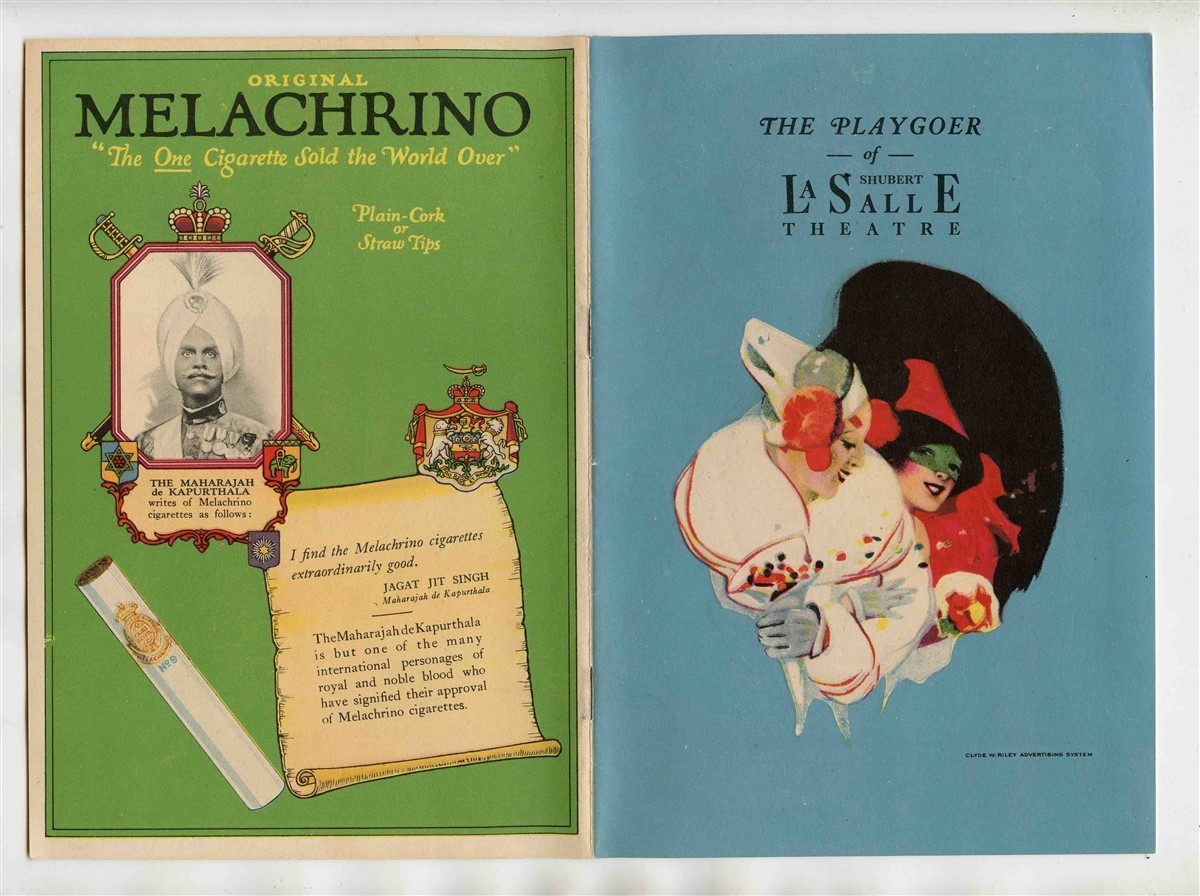 ORIGINAL
MELACHRINO
"The One Cigarette Sold the World Over"
Plain-Cork
or
Straw Tips
THE MAHARAJAH
de KAPURTHALA
writes of Melachrino
cigarettes as follows:
I find the Melachrino cigarettes
extraordinarily good.
JAGAT JIT SINGH
Maharajah de Kapurthala
The Maharajah de Kapurthala
is but one of the many
international personages of
royal and noble blood who
have signified their approval
of Melachrino cigarettes.
Nº9
THE PLAYGOER
— of —
SHUBERT
LA SALLE
THEATRE
CLYDE W. RILEY ADVERTISING SYSTEM